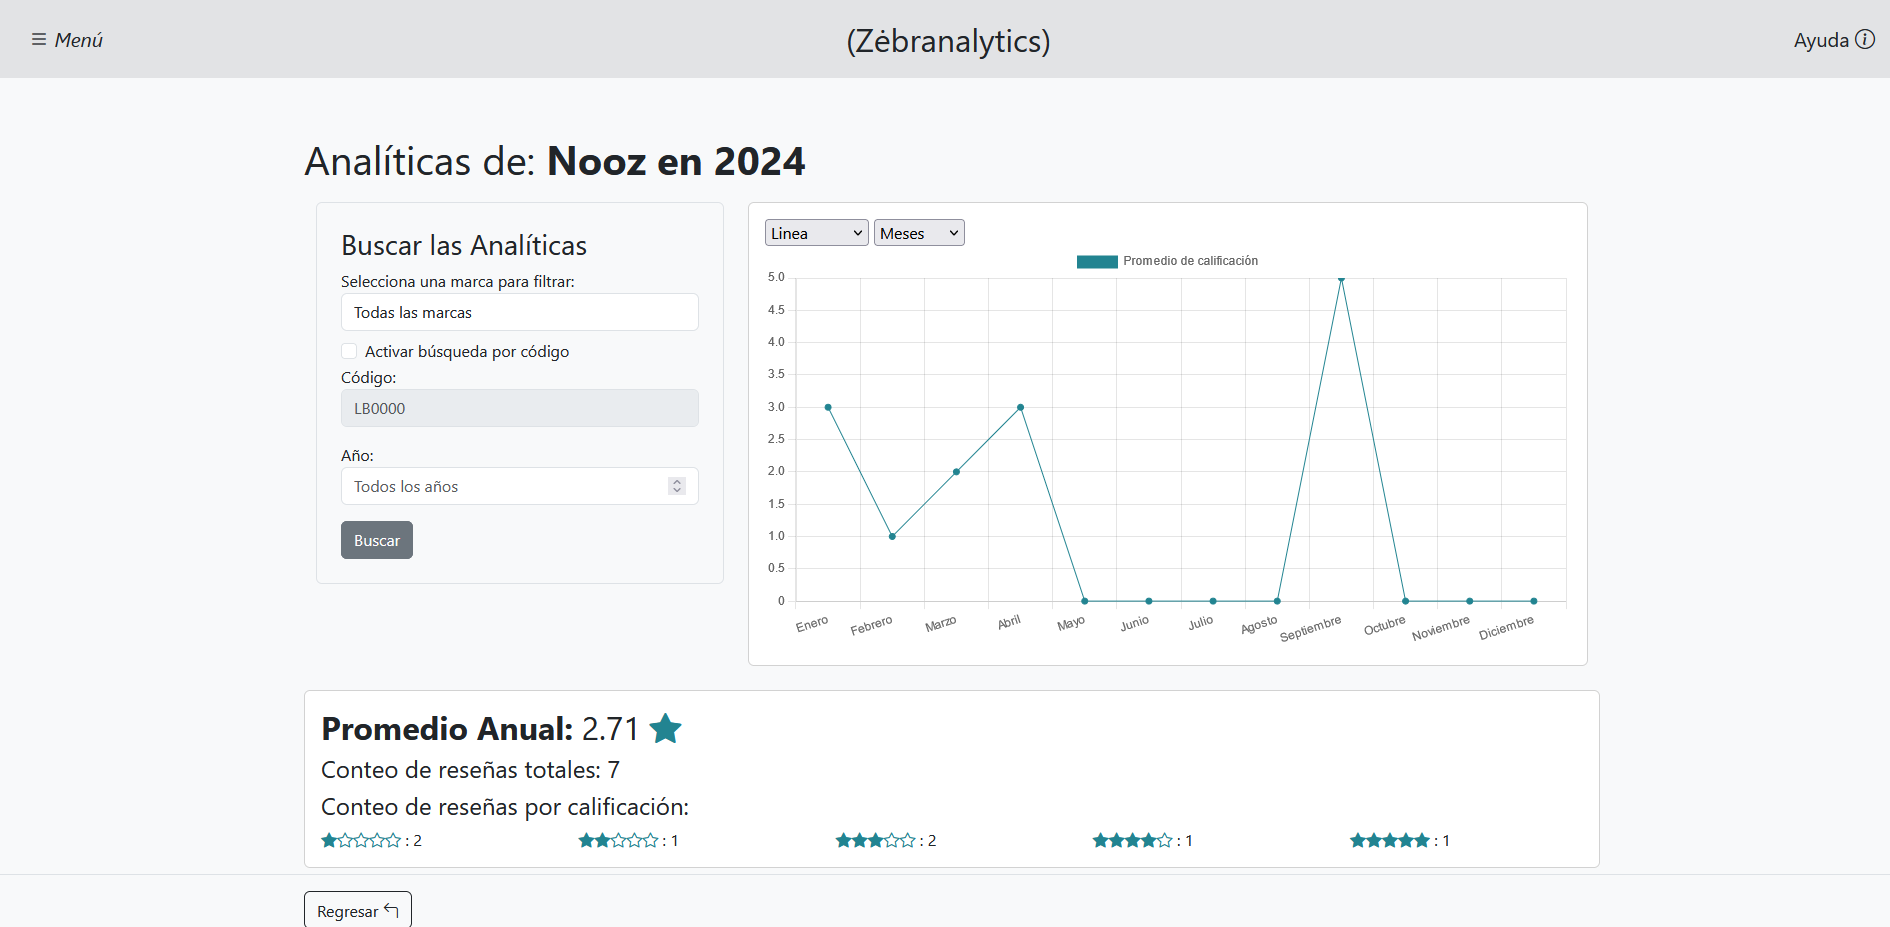 Menú
(Zėbranalytics)
Ayuda
Analíticas de: Nooz en 2024
Buscar las Analíticas
Selecciona una marca para filtrar:
Todas las marcas
Activar búsqueda por código
Código:
LB0000
Año:
Todos los años
Buscar
Linea
Meses
Promedio de calificación
5.0
4.5
4.0
3.5
3.0
2.5
2.0
1.5
1.0
0.5
0
Enero
Febrero
Marzo
Abril
Mayo
Junio
Julio
Agosto
Septiembre
Octubre
Noviembre
Diciembre
Promedio Anual: 2.71
Conteo de reseñas totales: 7
Conteo de reseñas por calificación:
: 2
: 1
: 2
: 1
: 1
Regresar